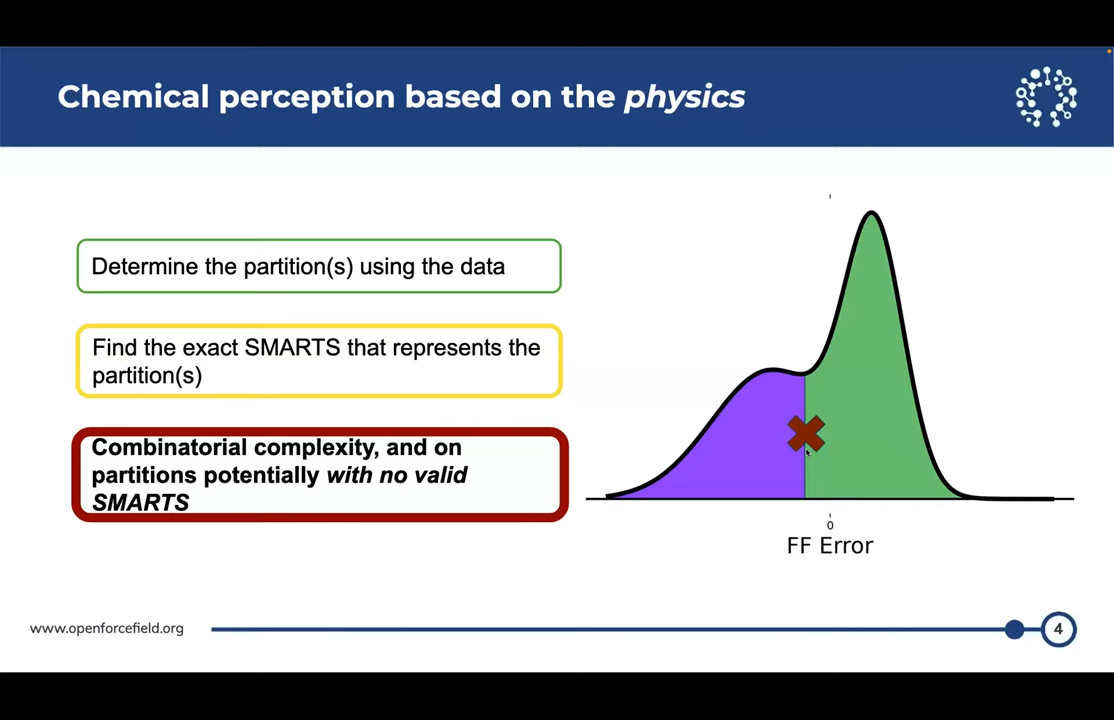 Chemical perception based on the physics
Determine the partition(s) using the data
Find the exact SMARTS that represents the
partition(s)
Combinatorial complexity, and on
partitions potentially with no valid
SMARTS
0
FF Error
www.openforcefield.org
4